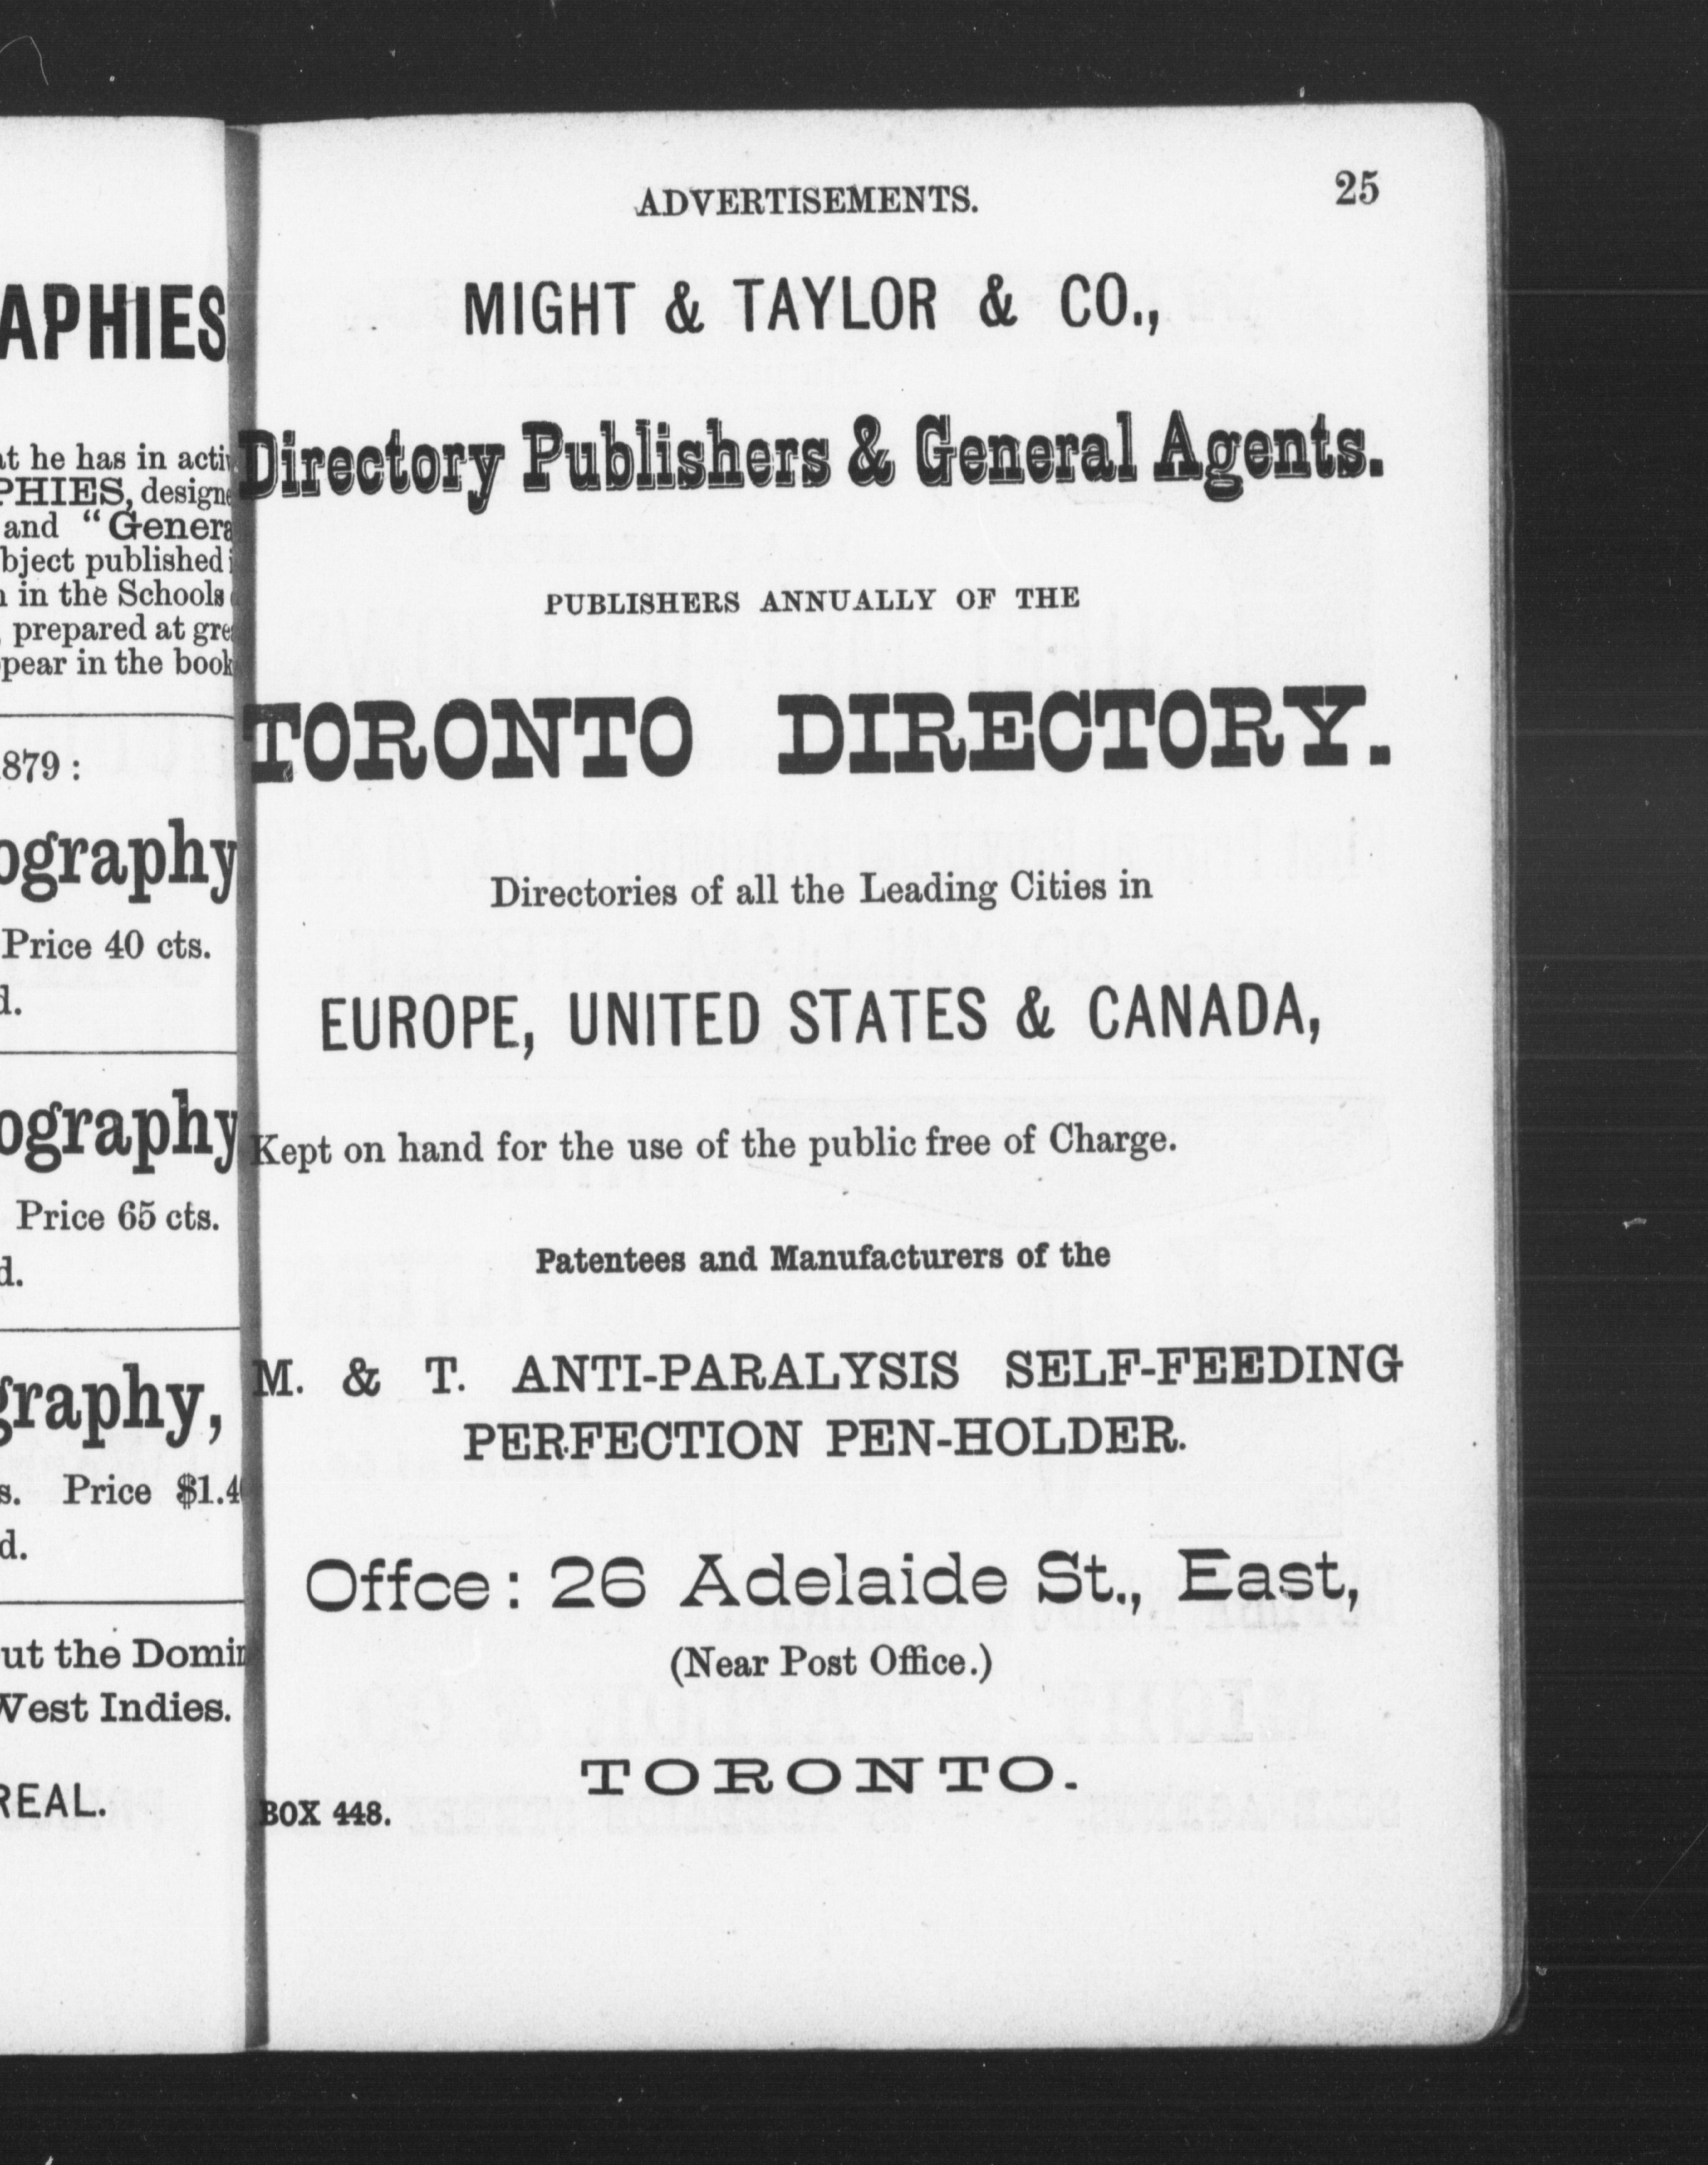 APHIES
at he has in
PHIES,
and "
bject published
in the Schools
prepared at
pear in the book
879:
ography
Price 40 cts.
d.
ography
Price 65 cts.
d.
graphy,
s. Price $1.4
d.
ut the
West Indies.
REAL.
ADVERTISEMENTS. 25
MIGHT & TAYLOR & CO.,
Directory Publishers & General Agents.
PUBLISHERS ANNUALLY OF THE
TORONTO DIRECTORY.
Directories of all the Leading Cities in
EUROPE, UNITED STATES & CANADA,
Kept on hand for the use of the public free of Charge.
Patentees and Manufacturers of the
M. & T. ANTI-PARALYSIS SELF-FEEDING
PERFECTION PEN-HOLDER.
Offce: 26 Adelaide St., East,
(Near Post Office.)
TORONTO.
BOX 448.